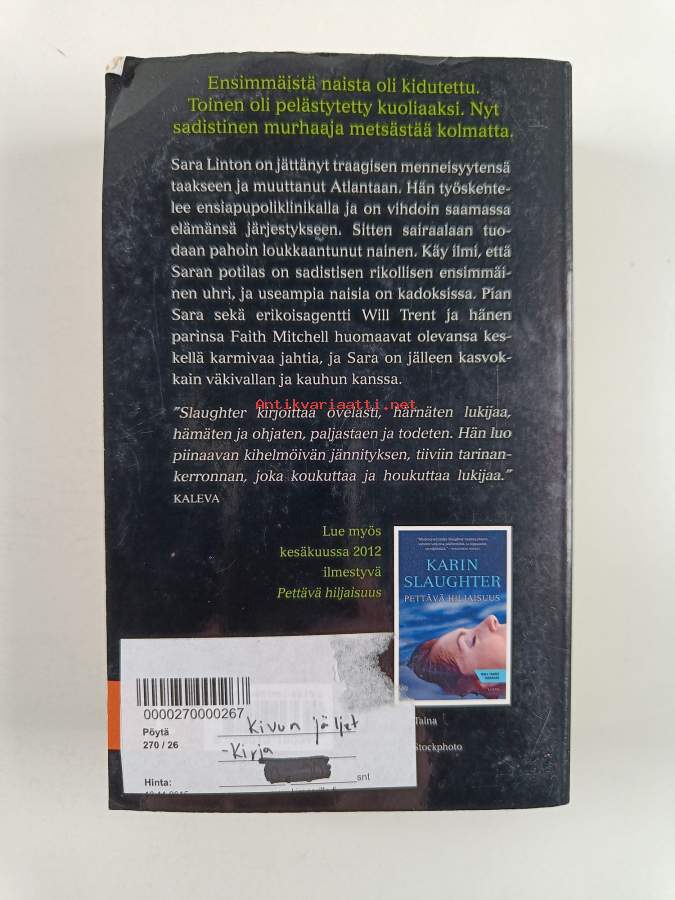 Ensimmäistä naista oli kidutettu.
Toinen oli pelästytetty kuoliaaksi. Nyt
sadistinen murhaaja metsästää kolmatta.
Sara Linton on jättänyt traagisen menneisyytensä
taakseen ja muuttanut Atlantaan. Hän työskente-
lee ensiapupoliklinikalla ja on vihdoin saamassa
elämänsä järjestykseen. Sitten sairaalaan tuo-
daan pahoin loukkaantunut nainen. Käy ilmi, että
Saran potilas on sadistisen rikollisen ensimmäi-
nen uhri, ja useampia naisia on kadoksissa. Pian
Sara sekä erikoisagentti Will Trent ja hänen
parinsa Faith Mitchell huomaavat olevansa kes-
kellä karmivaa jahtia, ja Sara on jälleen kasvok-
kain väkivallan ja kauhun kanssa.
Antikvariaatti.net
"Slaughter kirjoittaa ovelasti, härnäten lukijaa,
hämäten ja ohjaten, paljastaen ja todeten. Hän luo
piinaavan kihelmöivän jännityksen, tiiviin tarinan-
kerronnan, joka koukuttaa ja houkuttaa lukijaa."
KALEVA
Lue myös
kesäkuussa 2012
ilmestyvä
Pettävä hiljaisuus
KARIN
SLAUGHTER
PETTÄVÄ HILJAISUUS
0000270000267
Pöytä
270 / 26
Kivun jäljet
-Kirja
Hinta:
snt
Taina
Stockphoto